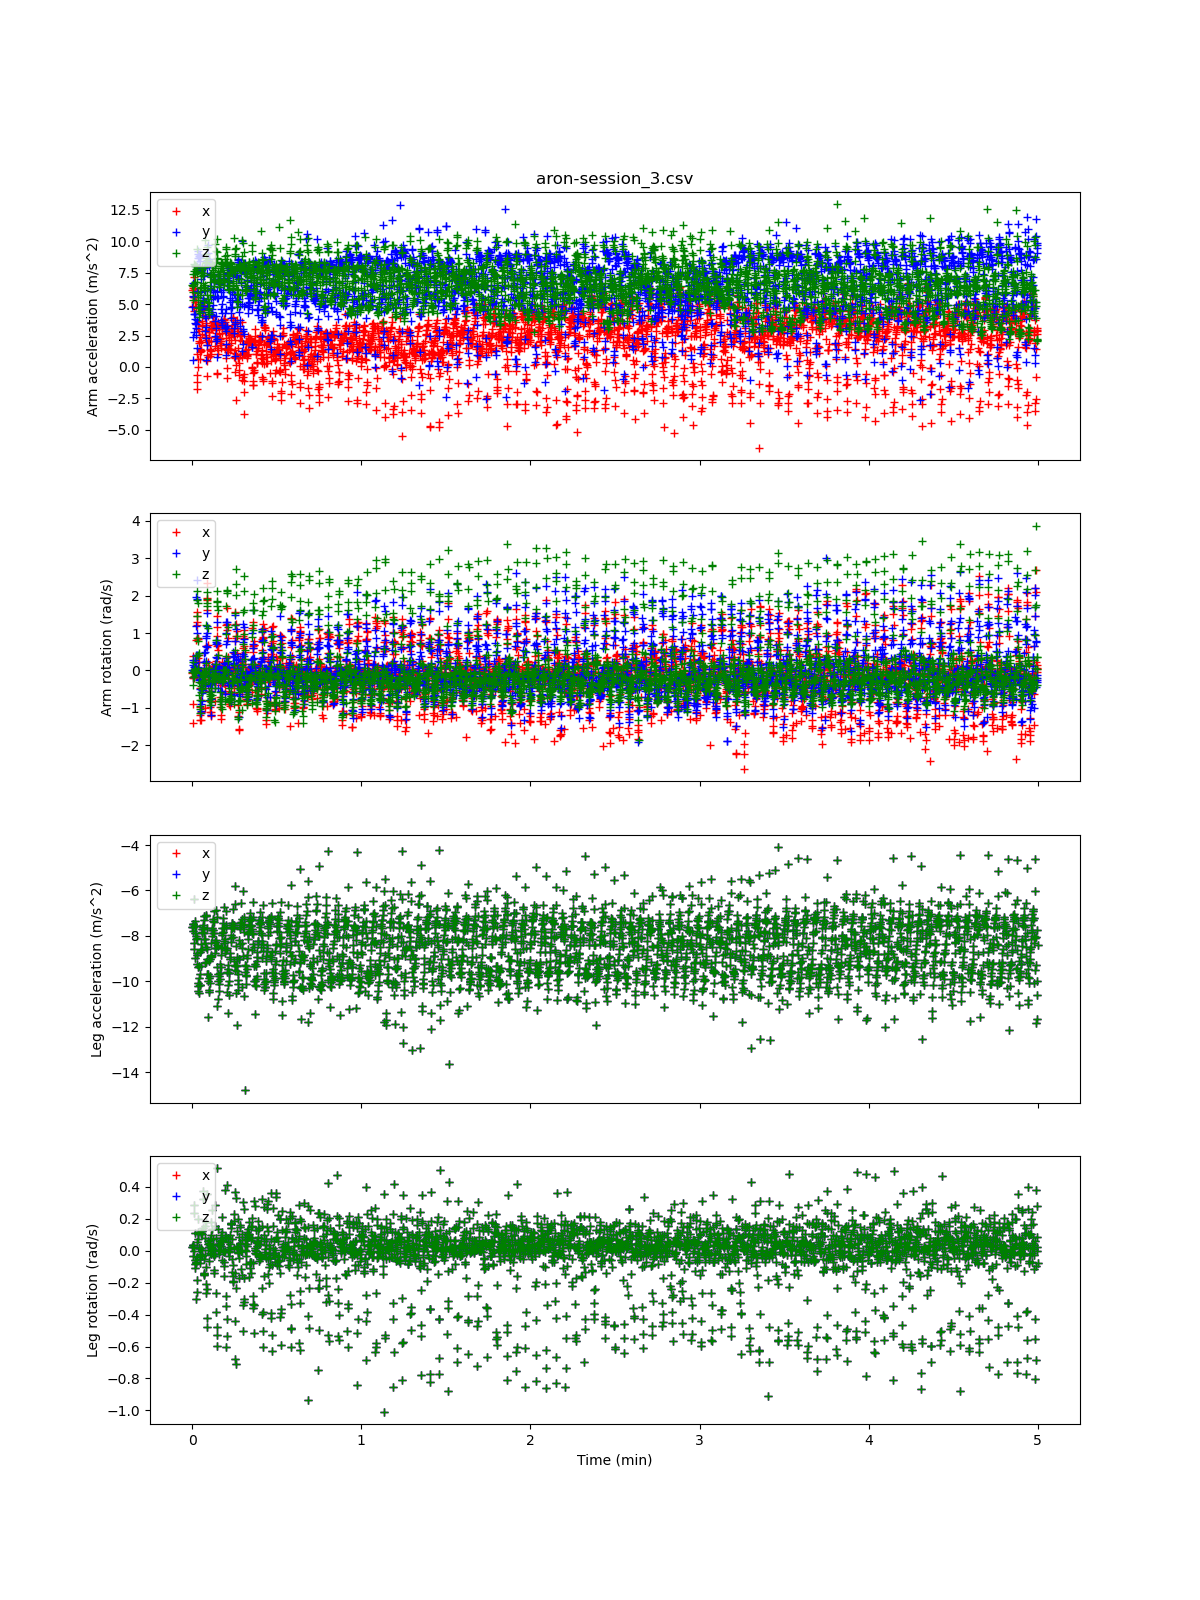 aron-session_3.csv
Arm acceleration (m/s^2)
12.5
10.0
7.5
5.0
2.5
0.0
−2.5
−5.0
x
y
z
Arm rotation (rad/s)
4
3
2
1
0
−1
−2
x
y
z
Leg acceleration (m/s^2)
−4
−6
−8
−10
−12
−14
x
y
z
Leg rotation (rad/s)
0.4
0.2
0.0
−0.2
−0.4
−0.6
−0.8
−1.0
x
y
z
0 1 2 3 4 5
Time (min)